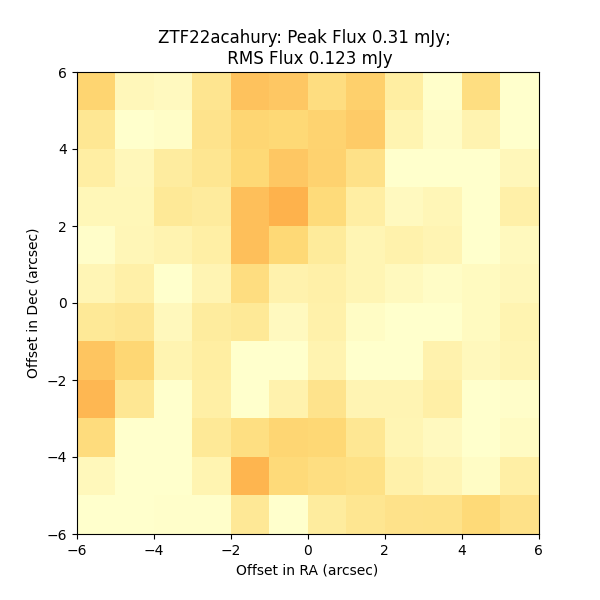 ZTF22acahury: Peak Flux 0.31 mJy;
RMS Flux 0.123 mJy
6
4
2
0
−2
−4
−6
Offset in Dec (arcsec)
−6 −4 −2 0 2 4 6
Offset in RA (arcsec)